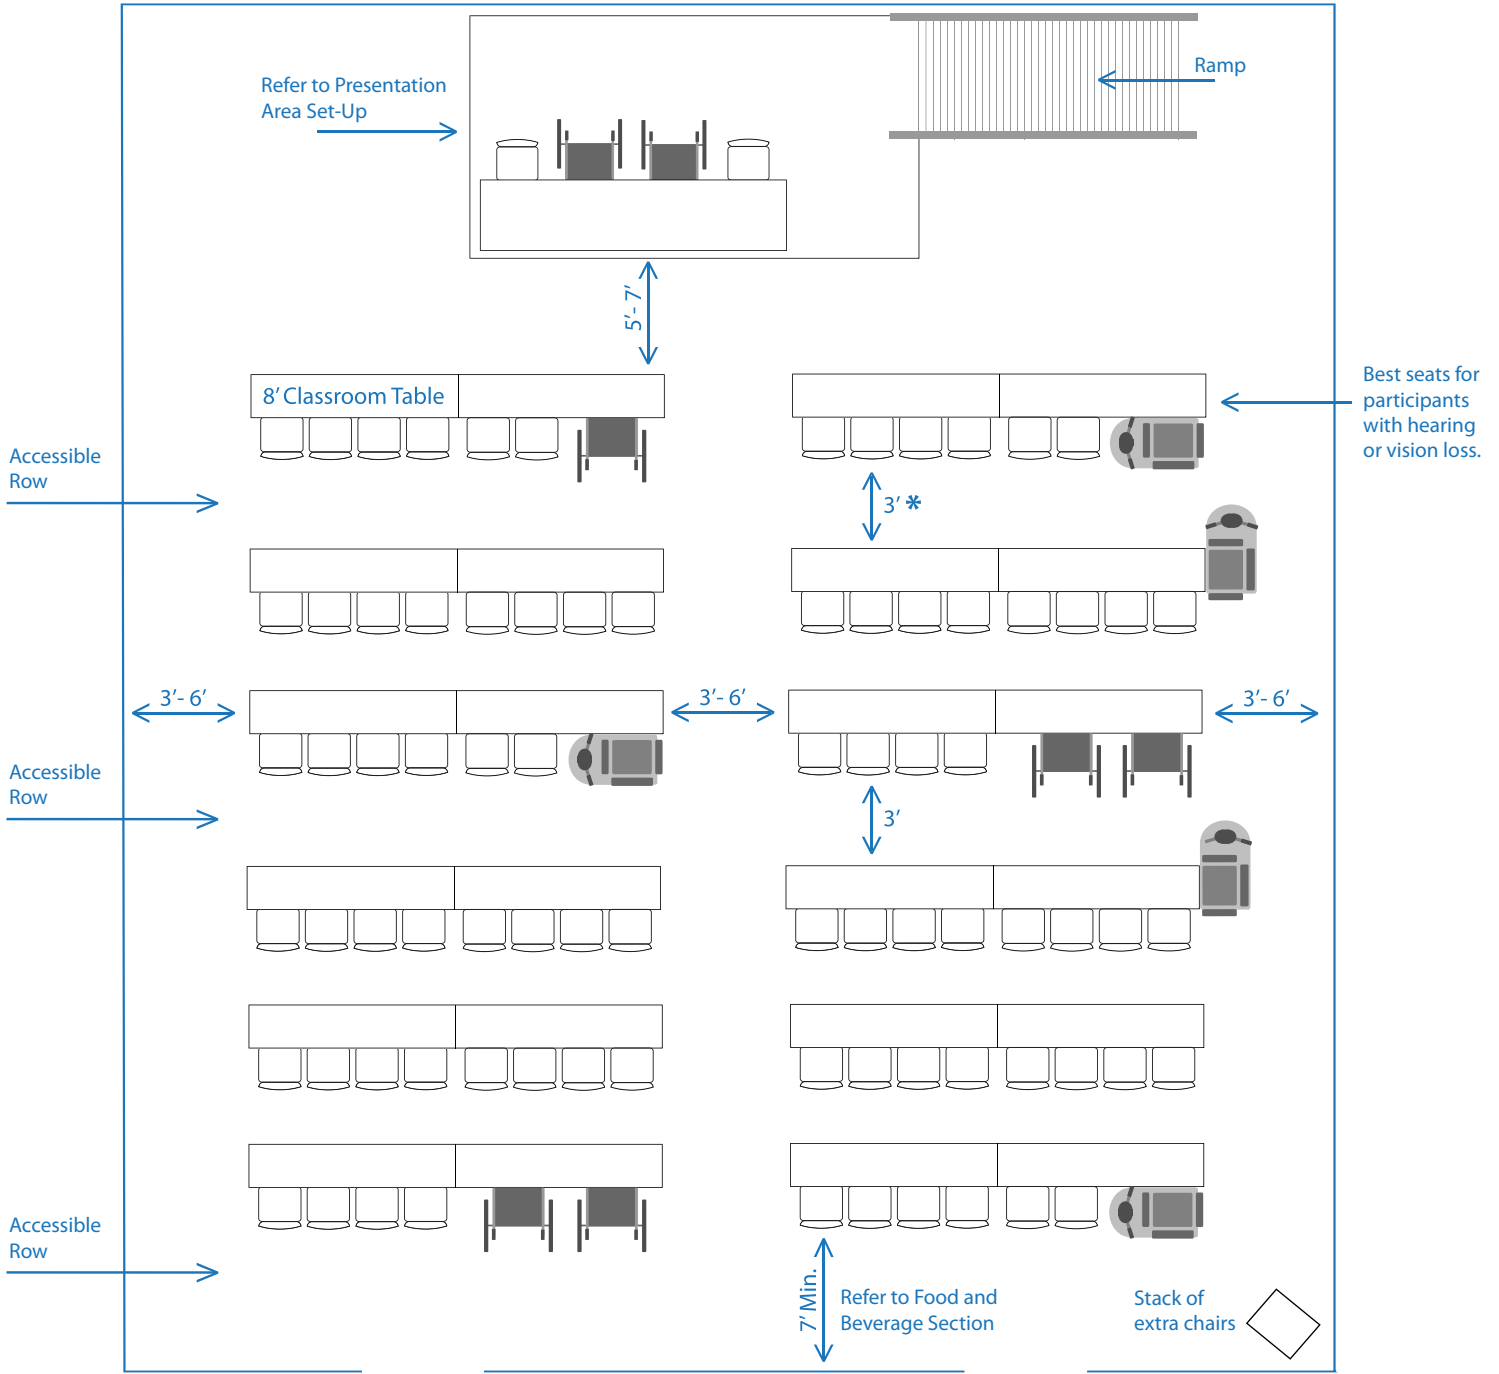 Refer to Presentation
Area Set-Up
Ramp
5’- 7’
8’ Classroom Table
Best seats for
participants
with hearing
or vision loss.
Accessible
Row
3’ *
3’- 6’
3’- 6’
3’- 6’
Accessible
Row
3’
Accessible
Row
7’ Min.
Refer to Food and
Beverage Section
Stack of
extra chairs